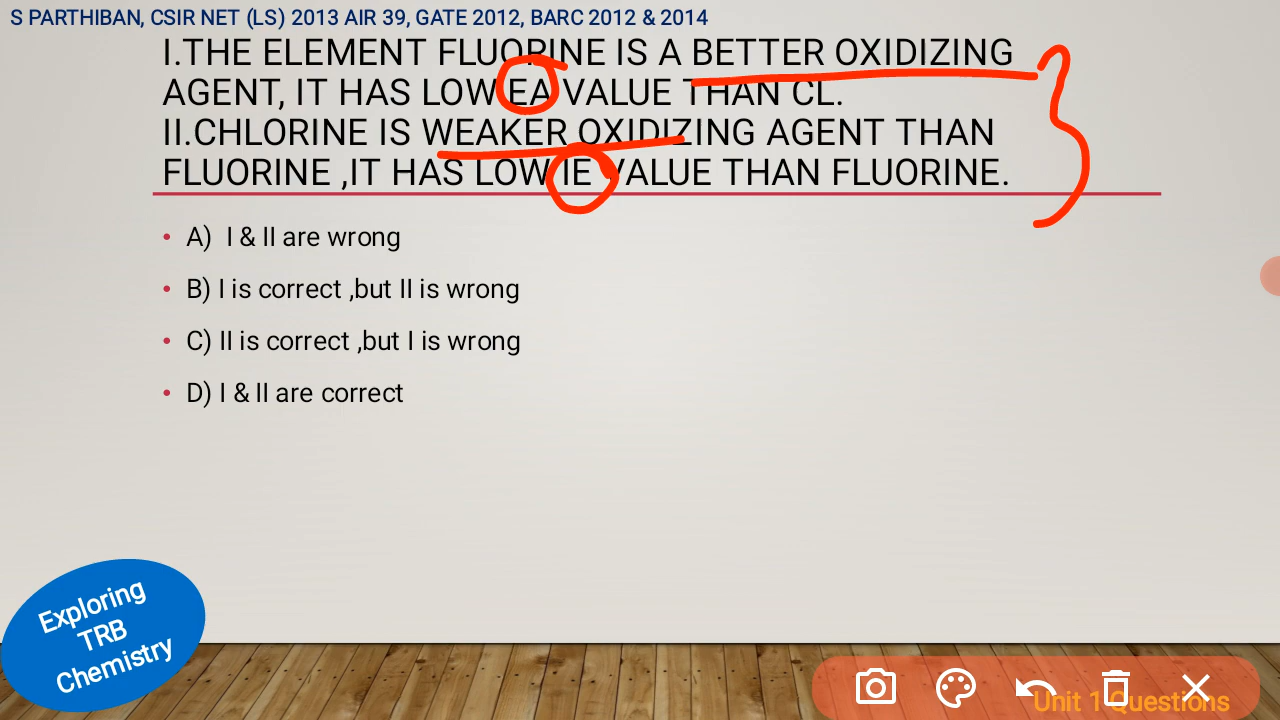 S PARTHIBAN, CSIR NET (LS) 2013 AIR 39, GATE 2012, BARC 2012 & 2014
I.THE ELEMENT FLUORINE IS A BETTER OXIDIZING
AGENT, IT HAS LOW EA VALUE THAN CL.
II.CHLORINE IS WEAKER OXIDIZING AGENT THAN
FLUORINE ,IT HAS LOW IE VALUE THAN FLUORINE.
• A) I & II are wrong
• B) I is correct ,but II is wrong
• C) II is correct ,but I is wrong
• D) I & II are correct
Exploring
TRB
Chemistry
Unit 1 Questions